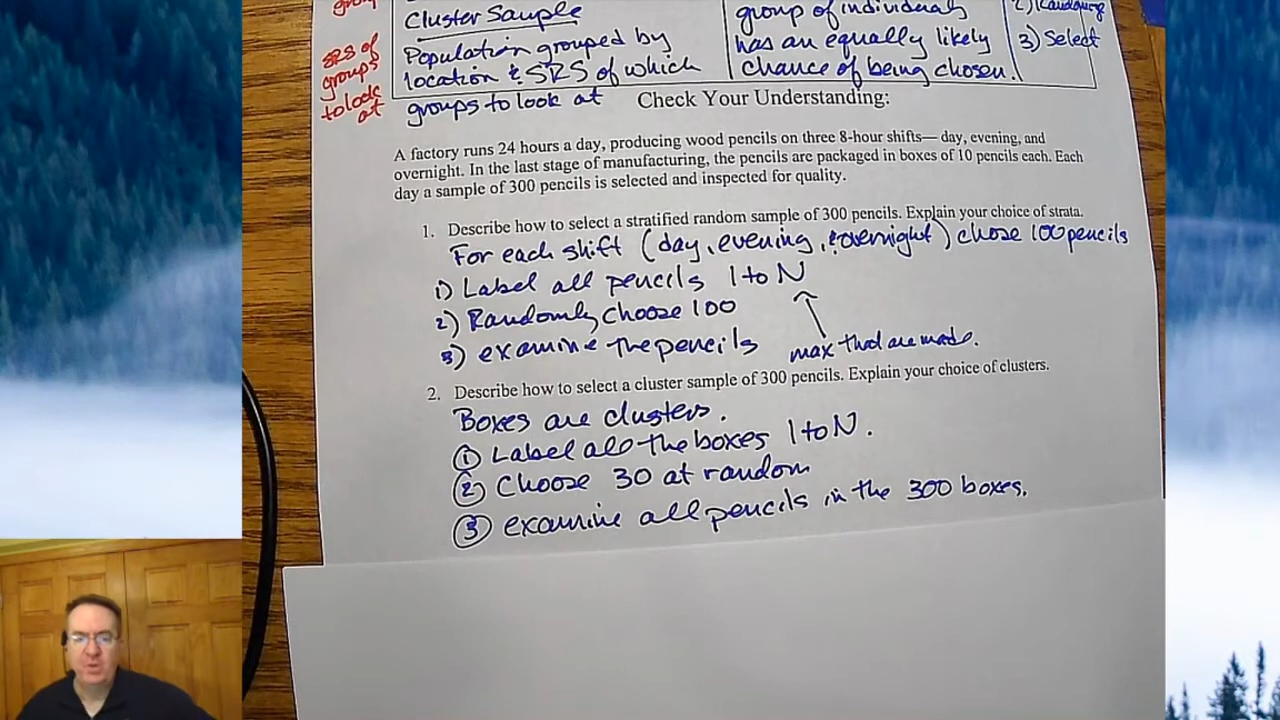 group
Cluster Sample
Population grouped by
location & SRS of which
groups to look at
SRS of
groups
to look
at
group of individuals
has an equally likely
chance of being chosen.
2) Randomize
3) Select
Check Your Understanding:
A factory runs 24 hours a day, producing wood pencils on three 8-hour shifts— day, evening, and
overnight. In the last stage of manufacturing, the pencils are packaged in boxes of 10 pencils each. Each
day a sample of 300 pencils is selected and inspected for quality.
1. Describe how to select a stratified random sample of 300 pencils. Explain your choice of strata.
For each shift (day, evening, & overnight) chose 100 pencils
1) Label all pencils 1 to N
2) Randomly choose 100
3) examine the pencils
max that are made.
2. Describe how to select a cluster sample of 300 pencils. Explain your choice of clusters.
Boxes are clusters.
1 Label all the boxes 1 to N.
2 Choose 30 at random
3 examine all pencils in the 300 boxes.